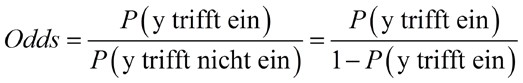 Odds = P(y trifft ein) / P(y trifft nicht ein) = P(y trifft ein) / 1 − P(y trifft ein)